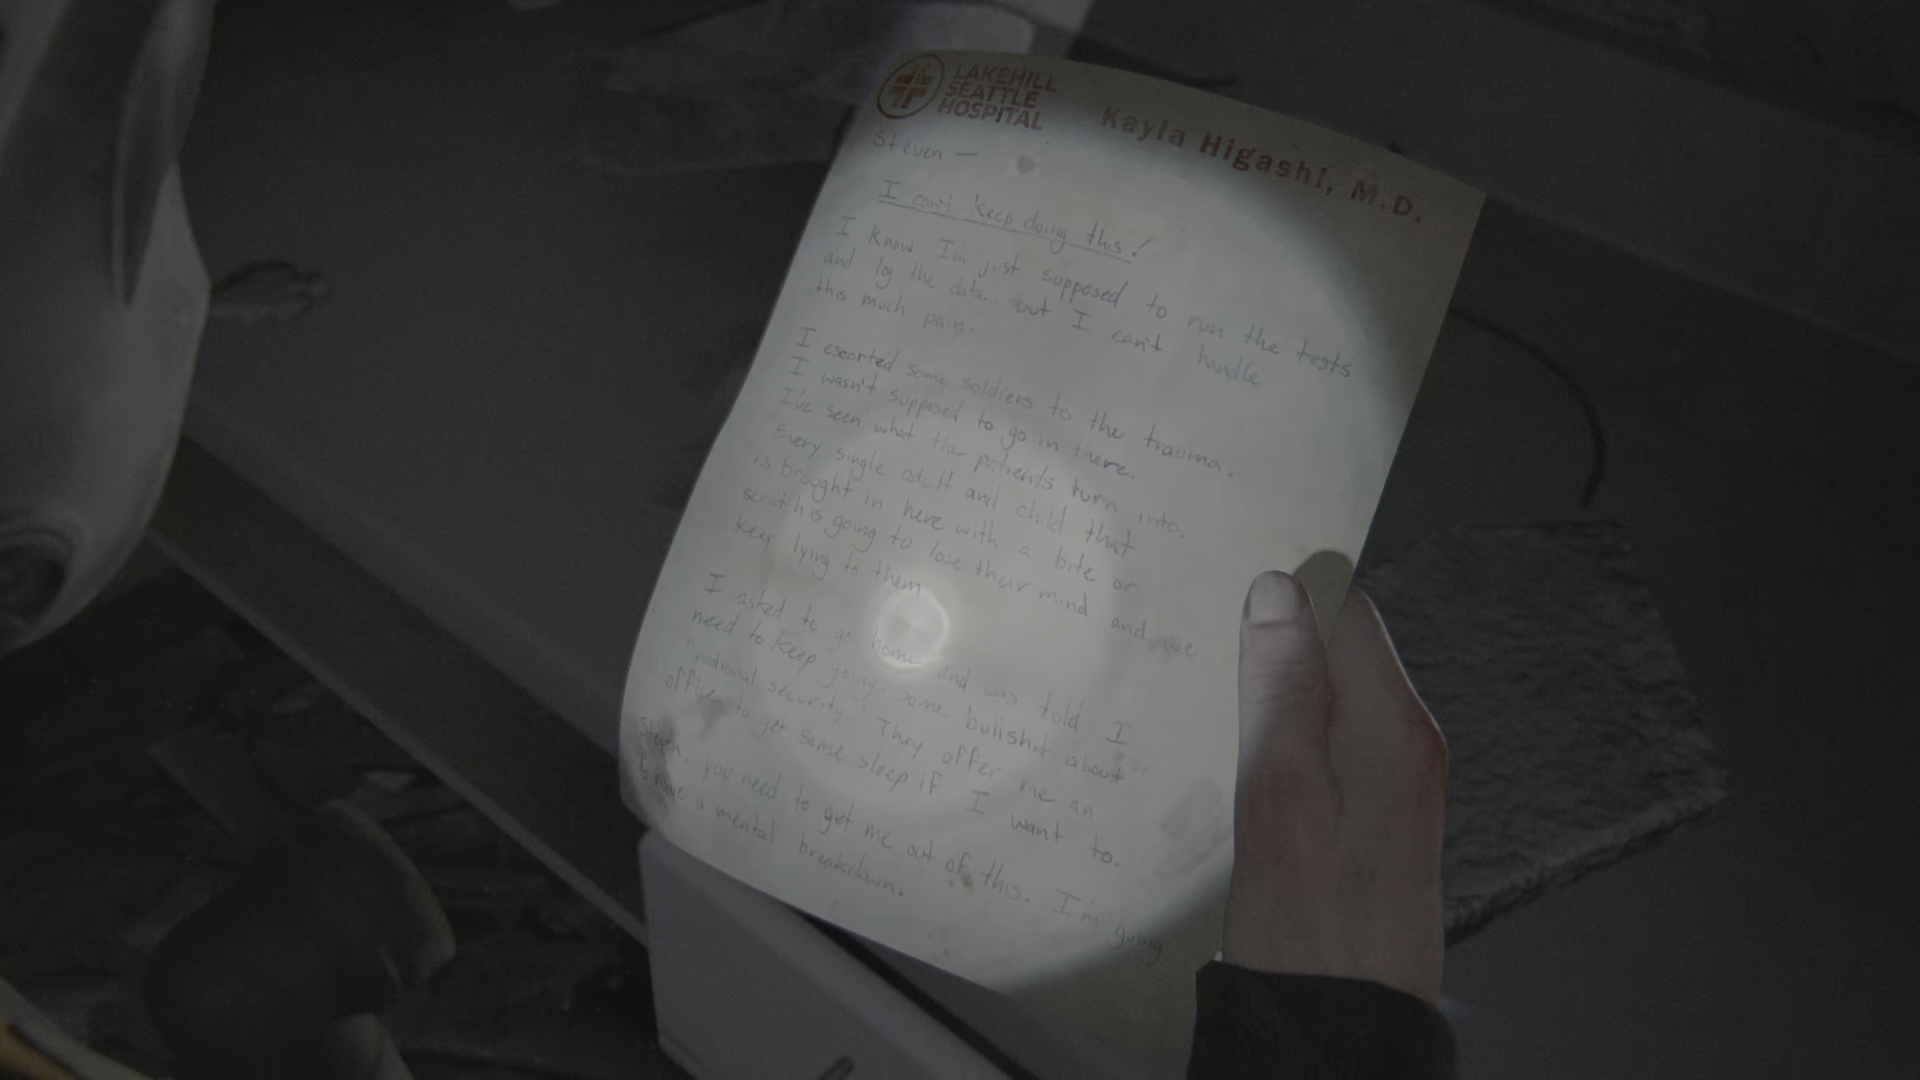 LAKEHILL
SEATTLE
HOSPITAL
Kayla Higashi, M.D.
Steven —
I can't keep doing this!
I know I'm just supposed to run the tests
and log the data.. but I can't handle
this much pain.
I escorted some soldiers to the trauma.
I wasn't supposed to go in there.
I've seen what the patients turn into.
Every single adult and child that
is brought in here with a bite or
scratch is going to lose their mind and we
keep lying to them
I asked to go home and was told I
need to keep going. Some bullshit about
"national security." They offer me an
office to get some sleep if I want to.
Steven, you need to get me out of this. I'm going
to have a mental breakdown.